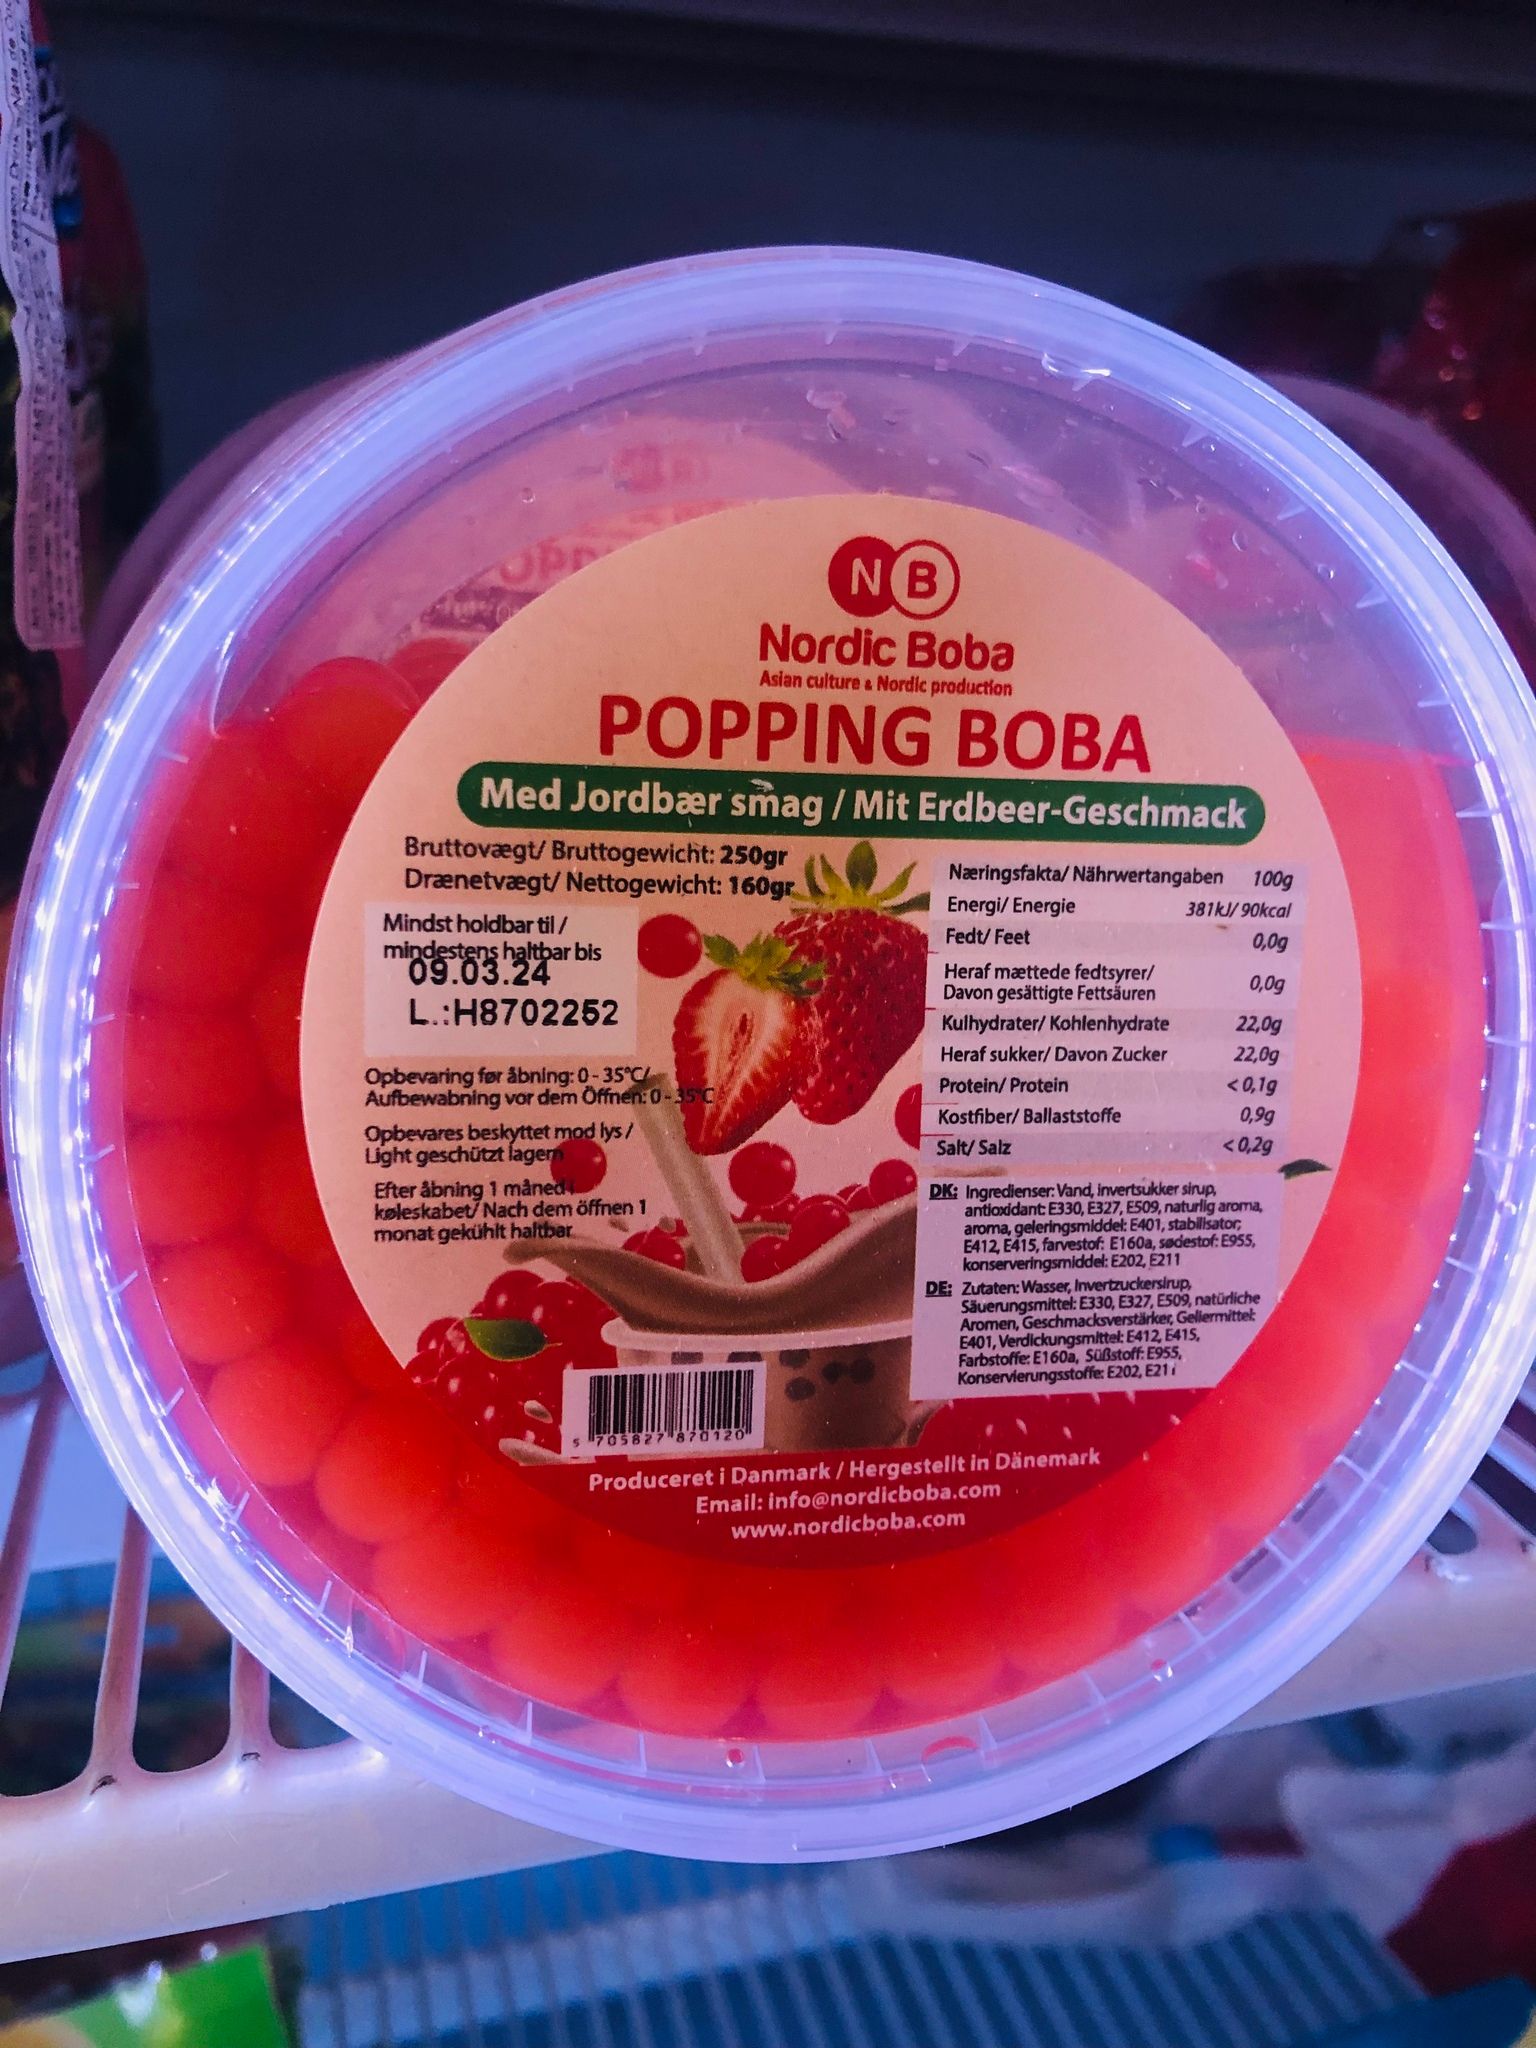 N B
Nordic Boba
Asian culture & Nordic production
POPPING BOBA
Med Jordbær smag / Mit Erdbeer-Geschmack
Bruttovægt/ Bruttogewicht: 250gr
Drænetvægt/ Nettogewicht: 160gr
Mindst holdbar til /
mindestens haltbar bis
09.03.24
L.:H8702252
Opbevaring før åbning: 0 - 35°C/
Aufbewabning vor dem Öffnen: 0 - 35°C
Opbevares beskyttet mod lys /
Light geschützt lagern
Efter åbning 1 måned i
køleskabet/ Nach dem öffnen 1
monat gekühlt haltbar
Næringsfakta/ Nährwertangaben 100g
Energi/ Energie 381kJ/ 90kcal
Fedt/ Feet 0,0g
Heraf mættede fedtsyrer/
Davon gesättigte Fettsäuren 0,0g
Kulhydrater/ Kohlenhydrate 22,0g
Heraf sukker/ Davon Zucker 22,0g
Protein/ Protein < 0,1g
Kostfiber/ Ballaststoffe 0,9g
Salt/ Salz < 0,2g
DK: Ingredienser: Vand, invertsukker sirup,
antioxidant: E330, E327, E509, naturlig aroma,
aroma, geleringsmiddel: E401, stabilisator;
E412, E415, farvestof: E160a, sødestof: E955,
konserveringsmiddel: E202, E211
DE: Zutaten: Wasser, Invertzuckersirup,
Säuerungsmittel: E330, E327, E509, natürliche
Aromen, Geschmacksverstärker, Geliermittel:
E401, Verdickungsmittel: E412, E415,
Farbstoffe: E160a, Süßstoff: E955,
Konservierungsstoffe: E202, E211
5 705827 870120
Produceret i Danmark / Hergestellt in Dänemark
Email: info@nordicboba.com
www.nordicboba.com